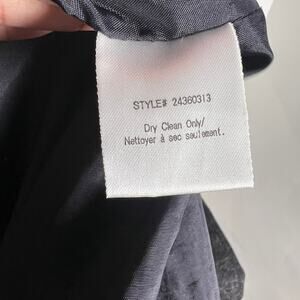 STYLE# 24360313
Dry Clean Only/
Nettoyer à sec seulement.